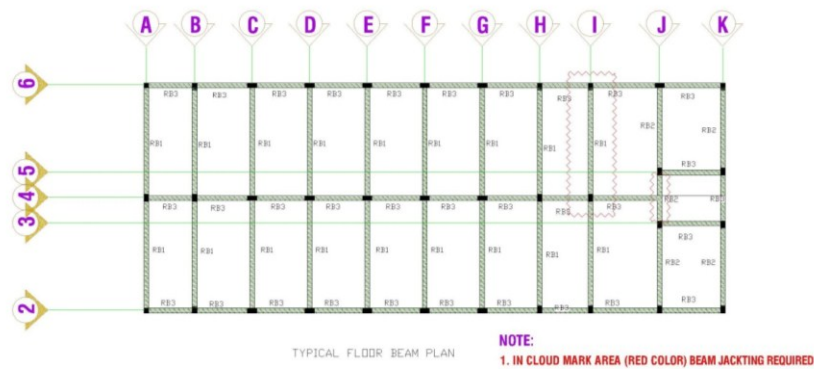 A B C D E F G H I J K
6
RB3 RB3 RB3 RB3 RB3 RB3 RB3 RB3 RB3 RB3
RB2 RB2
RB1 RB1 RB1 RB1 RB1 RB1 RB1 RB1 RB1
5
RB3
4
RB2
RB3 RB3 RB3 RB3 RB3 RB3 RB3 RB3 RB3
3
RB3
RB1 RB1 RB1 RB1 RB1 RB1 RB1 RB1 RB1 RB2 RB2
2
RB3 RB3 RB3 RB3 RB3 RB3 RB3 RB3 RB3 RB3
TYPICAL FLOOR BEAM PLAN
NOTE:
1. IN CLOUD MARK AREA (RED COLOR) BEAM JACKTING REQUIRED